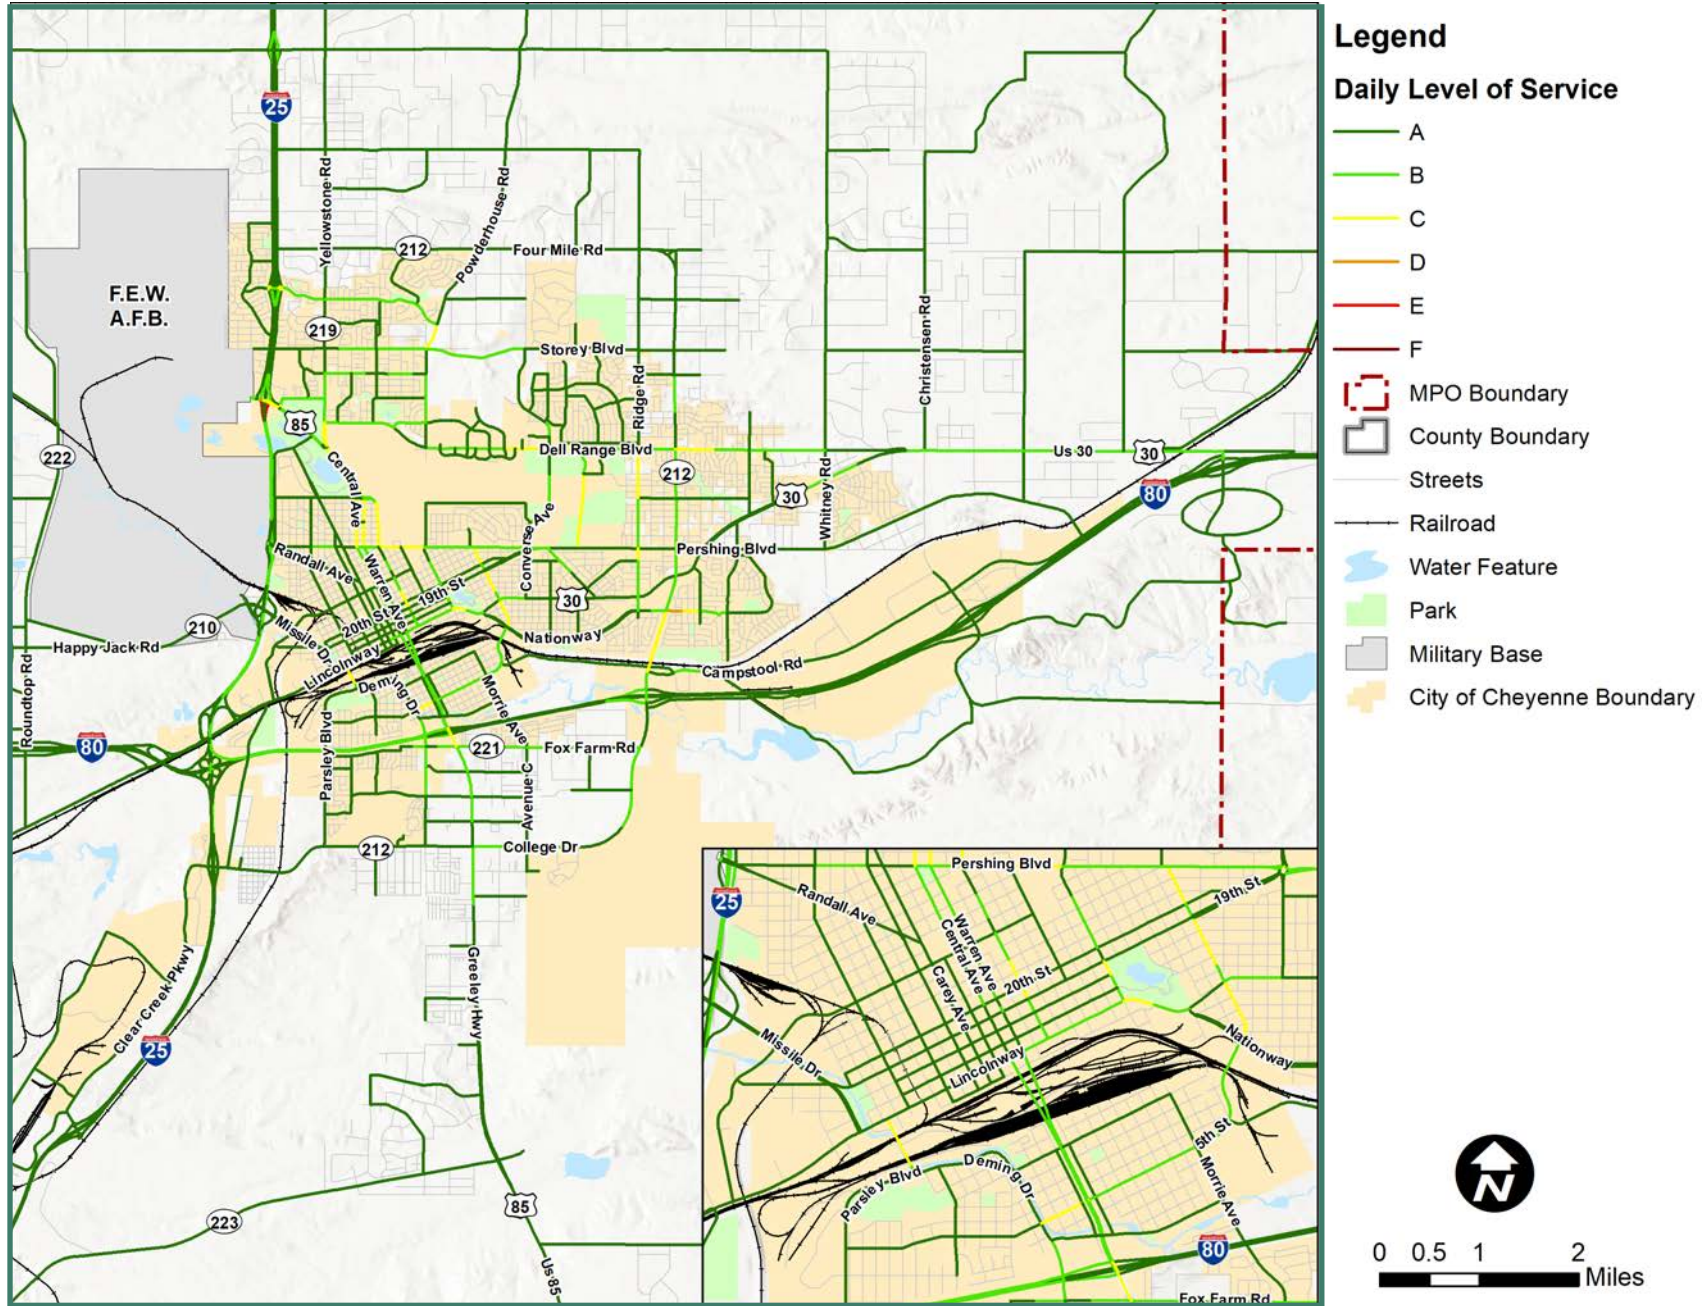 25
Yellowstone Rd
Powderhouse Rd
212
Four Mile Rd
F.E.W.
A.F.B.
219
Storey Blvd
Ridge Rd
Christensen Rd
85
222
Central Ave
Dell Range Blvd
212
Us 30
30
30
80
Whitney Rd
Converse Ave
Randall Ave
Warren Ave
Pershing Blvd
19th St
20th St
30
210
Happy Jack Rd
Missile Dr
Lincolnway
Nationway
Campstool Rd
Deming Dr
Morrie Ave
Roundtop Rd
80
Parsley Blvd
221
Fox Farm Rd
Avenue C
212
College Dr
Greeley Hwy
Clear Creek Pkwy
25
223
85
Us 85
Pershing Blvd
25
Randall Ave
19th St
Warren Ave
Central Ave
Carey Ave
20th St
Missile Dr
Lincolnway
Nationway
5th St
Parsley Blvd
Deming Dr
Morrie Ave
80
Fox Farm Rd
Legend
Daily Level of Service
A
B
C
D
E
F
MPO Boundary
County Boundary
Streets
Railroad
Water Feature
Park
Military Base
City of Cheyenne Boundary
N
0 0.5 1 2
Miles